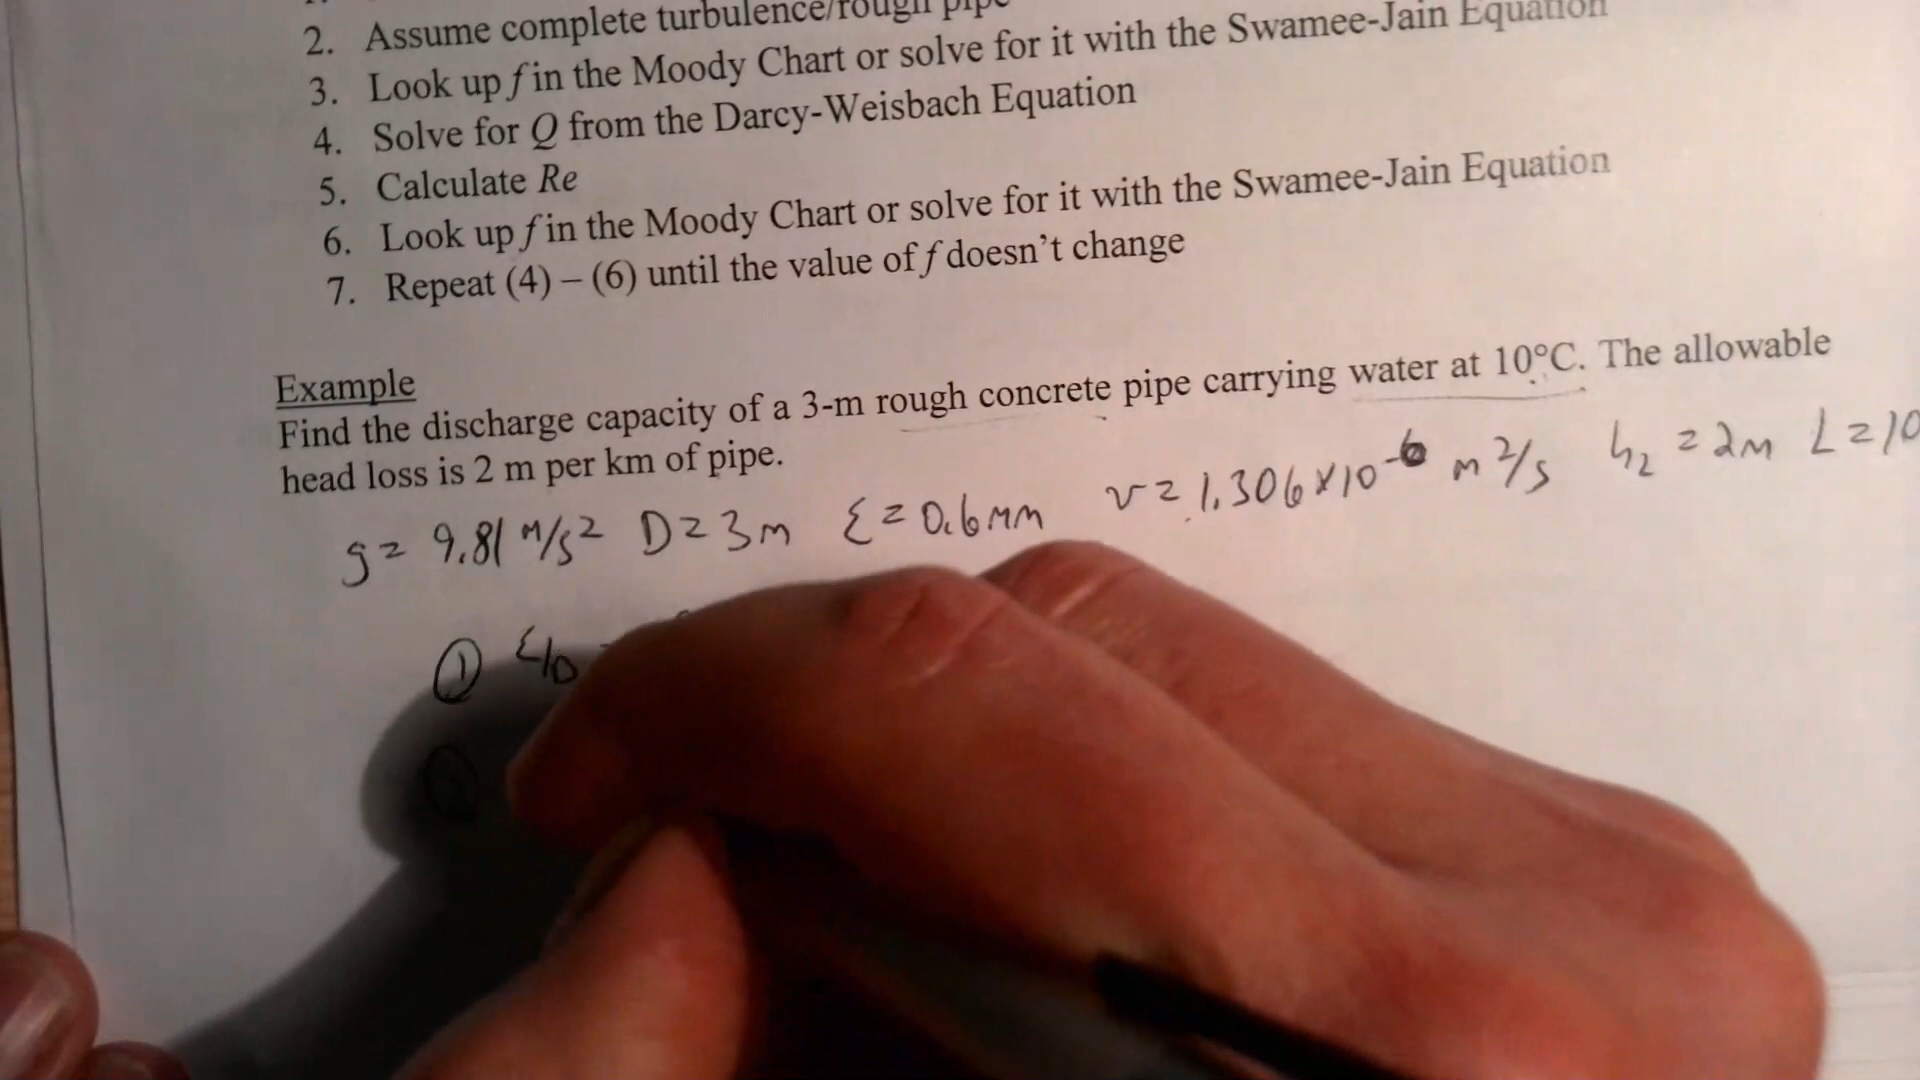 2. Assume complete turbulence/rough pipe
3. Look up f in the Moody Chart or solve for it with the Swamee-Jain Equation
4. Solve for Q from the Darcy-Weisbach Equation
5. Calculate Re
6. Look up f in the Moody Chart or solve for it with the Swamee-Jain Equation
7. Repeat (4) – (6) until the value of f doesn't change
Example
Find the discharge capacity of a 3-m rough concrete pipe carrying water at 10°C. The allowable
head loss is 2 m per km of pipe.
g = 9.81 m/s² D = 3m ε = 0.6mm ν = 1.306×10⁻⁶ m²/s h₂ = 2m L = 10
① ε/D